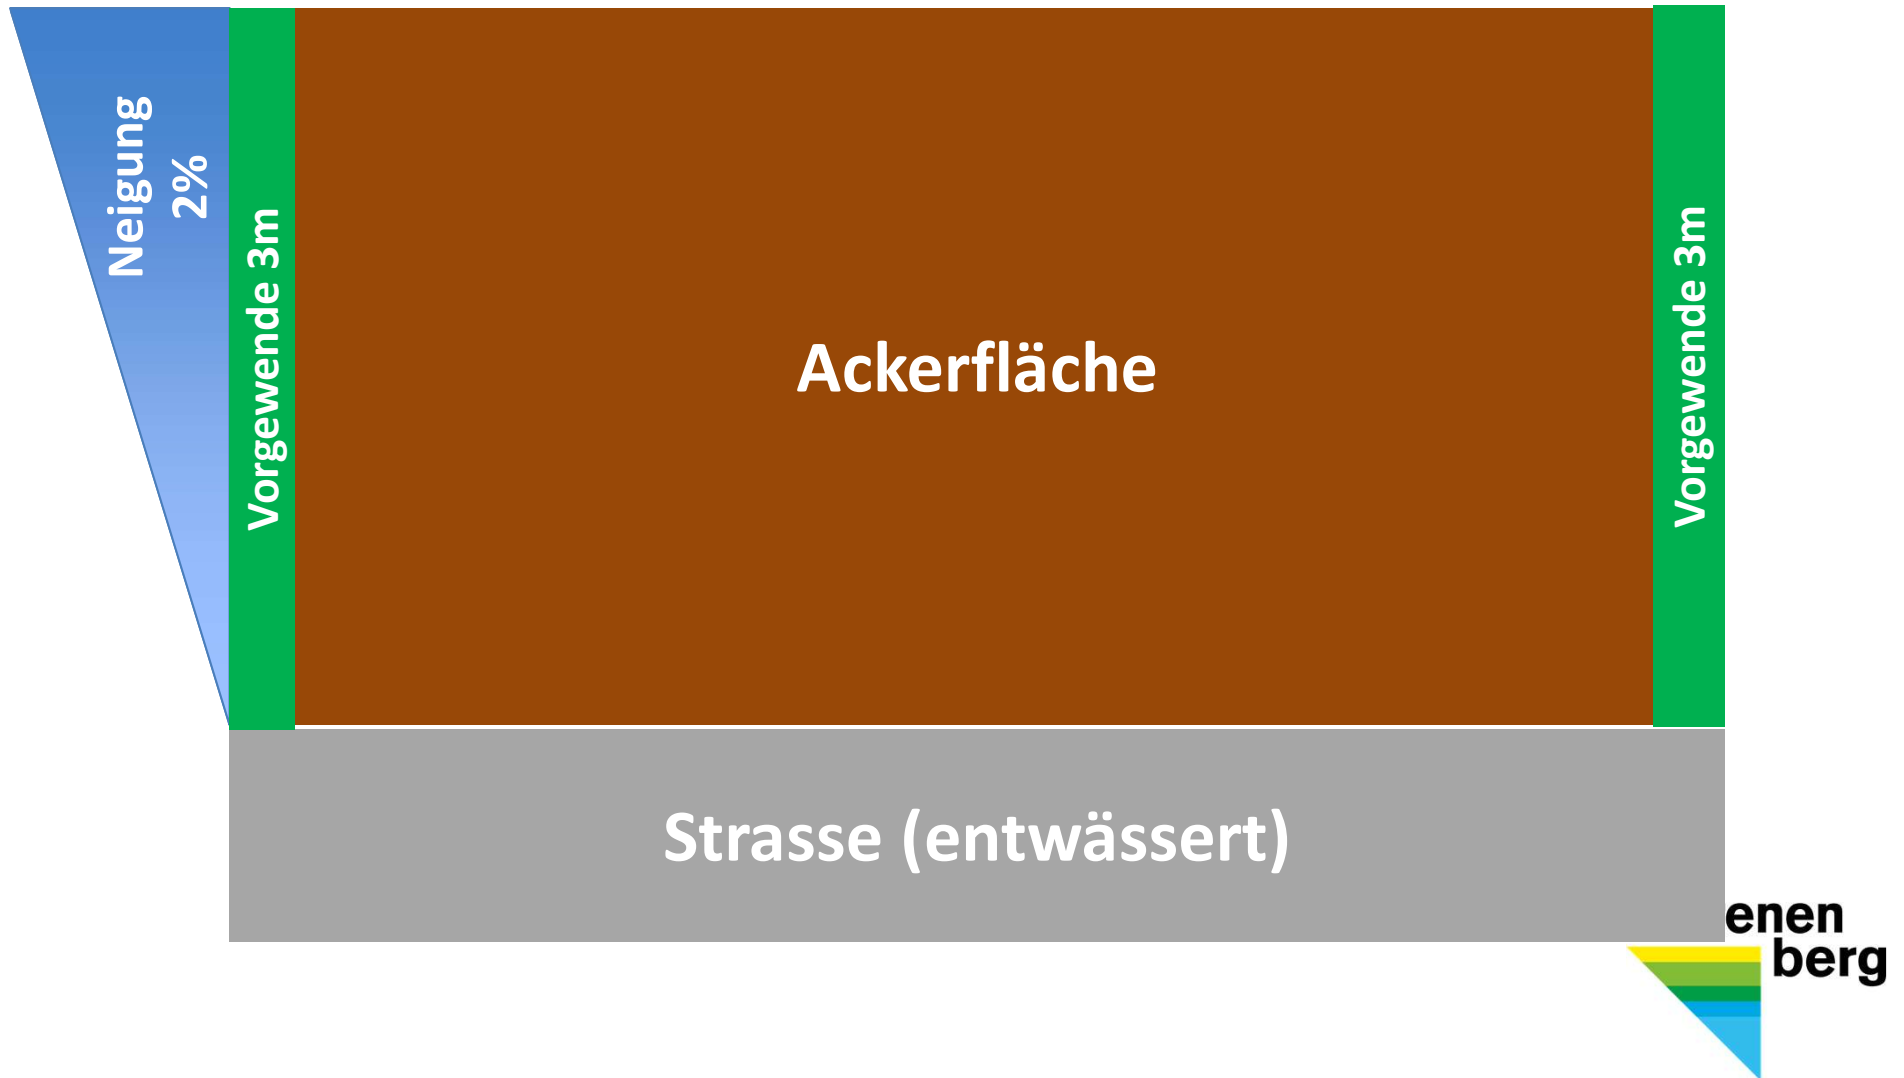 Neigung
2%
Vorgewende 3m
Ackerfläche
Vorgewende 3m
Strasse (entwässert)
enen
berg